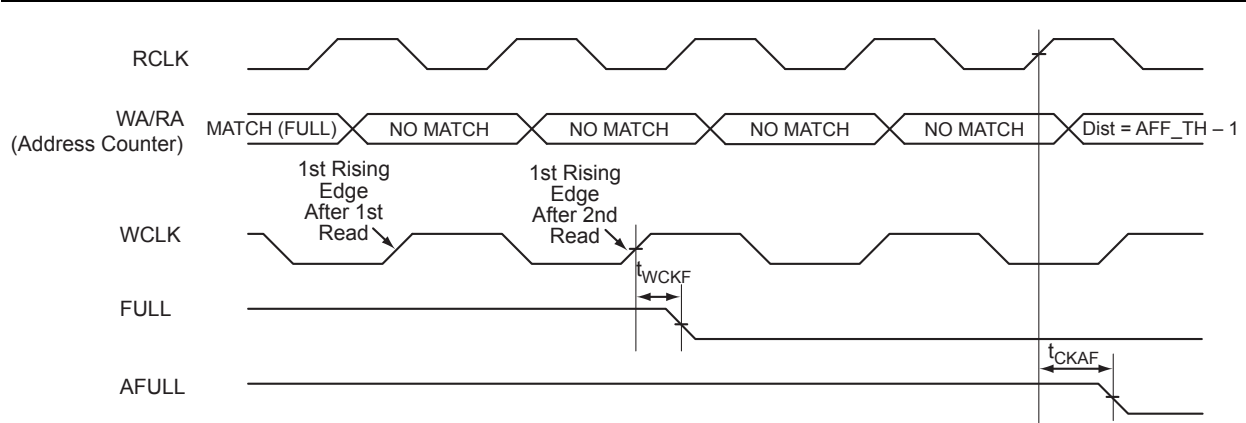 RCLK
WA/RA
(Address Counter)
MATCH (FULL)
NO MATCH
NO MATCH
NO MATCH
NO MATCH
Dist = AFF_TH – 1
1st Rising
Edge
After 1st
Read
1st Rising
Edge
After 2nd
Read
WCLK
tWCKF
FULL
tCKAF
AFULL